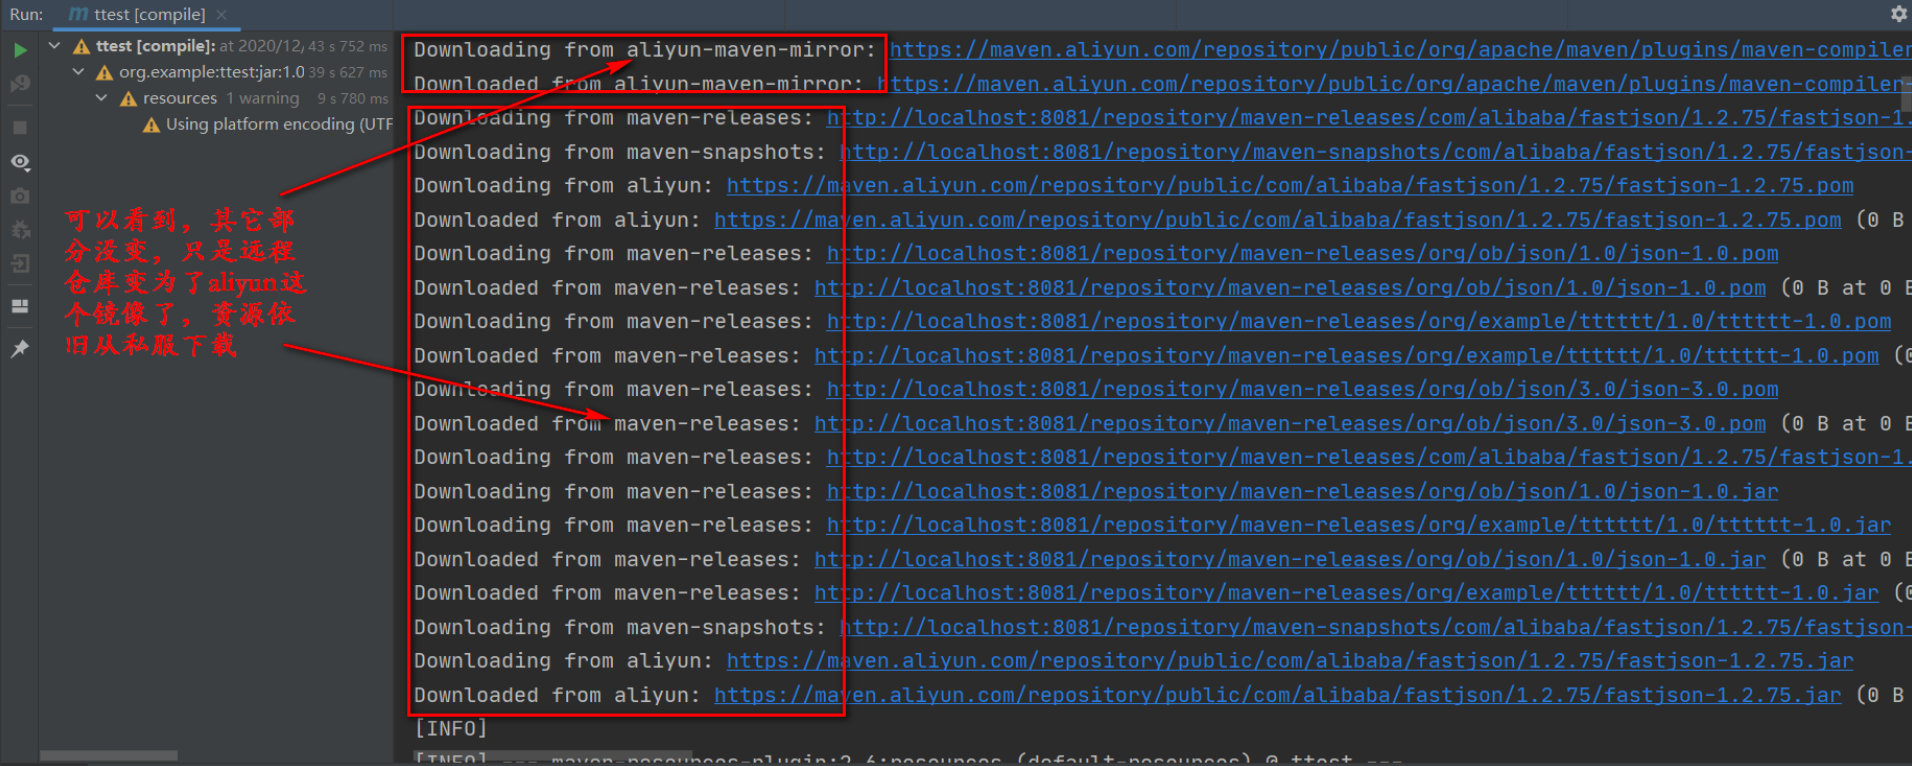 Run: ttest [compile]
ttest [compile]: at 2020/12/ 43 s 752 ms
org.example:ttest:jar:1.0 39 s 627 ms
resources 1 warning 9 s 780 ms
Using platform encoding (UTF
可以看到，其它部
分没变，只是远程
仓库变为了aliyun这
个镜像了，资源依
旧从私服下载
Downloading from aliyun-maven-mirror: https://maven.aliyun.com/repository/public/org/apache/maven/plugins/maven-compiler
Downloaded from aliyun-maven-mirror: https://maven.aliyun.com/repository/public/org/apache/maven/plugins/maven-compiler-
Downloading from maven-releases: http://localhost:8081/repository/maven-releases/com/alibaba/fastjson/1.2.75/fastjson-1.
Downloading from maven-snapshots: http://localhost:8081/repository/maven-snapshots/com/alibaba/fastjson/1.2.75/fastjson-
Downloading from aliyun: https://maven.aliyun.com/repository/public/com/alibaba/fastjson/1.2.75/fastjson-1.2.75.pom
Downloaded from aliyun: https://maven.aliyun.com/repository/public/com/alibaba/fastjson/1.2.75/fastjson-1.2.75.pom (0 B
Downloading from maven-releases: http://localhost:8081/repository/maven-releases/org/ob/json/1.0/json-1.0.pom
Downloaded from maven-releases: http://localhost:8081/repository/maven-releases/org/ob/json/1.0/json-1.0.pom (0 B at 0 B
Downloading from maven-releases: http://localhost:8081/repository/maven-releases/org/example/tttttt/1.0/tttttt-1.0.pom
Downloaded from maven-releases: http://localhost:8081/repository/maven-releases/org/example/tttttt/1.0/tttttt-1.0.pom (0
Downloading from maven-releases: http://localhost:8081/repository/maven-releases/org/ob/json/3.0/json-3.0.pom
Downloaded from maven-releases: http://localhost:8081/repository/maven-releases/org/ob/json/3.0/json-3.0.pom (0 B at 0 B
Downloading from maven-releases: http://localhost:8081/repository/maven-releases/com/alibaba/fastjson/1.2.75/fastjson-1.
Downloading from maven-releases: http://localhost:8081/repository/maven-releases/org/ob/json/1.0/json-1.0.jar
Downloading from maven-releases: http://localhost:8081/repository/maven-releases/org/example/tttttt/1.0/tttttt-1.0.jar
Downloaded from maven-releases: http://localhost:8081/repository/maven-releases/org/ob/json/1.0/json-1.0.jar (0 B at 0 B
Downloaded from maven-releases: http://localhost:8081/repository/maven-releases/org/example/tttttt/1.0/tttttt-1.0.jar (0
Downloading from maven-snapshots: http://localhost:8081/repository/maven-snapshots/com/alibaba/fastjson/1.2.75/fastjson-
Downloading from aliyun: https://maven.aliyun.com/repository/public/com/alibaba/fastjson/1.2.75/fastjson-1.2.75.jar
Downloaded from aliyun: https://maven.aliyun.com/repository/public/com/alibaba/fastjson/1.2.75/fastjson-1.2.75.jar (0 B
[INFO]
[INFO] --- maven-resources-plugin:2.6:resources (default-resources) @ ttest ---